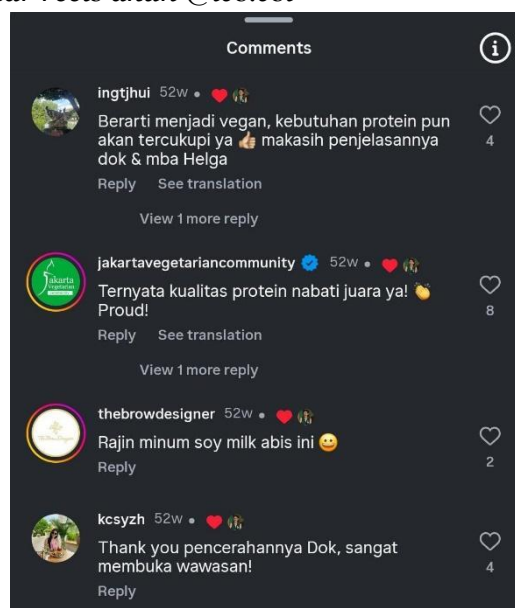 Comments
ingtjhui 52w
Berarti menjadi vegan, kebutuhan protein pun
akan tercukupi ya 👍🏼 makasih penjelasannya
dok & mba Helga
4
Reply See translation
View 1 more reply
jakartavegetariancommunity 52w
Ternyata kualitas protein nabati juara ya! 👏
Proud!
8
Reply See translation
View 1 more reply
thebrowdesigner 52w
Rajin minum soy milk abis ini 😀
2
Reply
kcsyzh 52w
Thank you pencerahannya Dok, sangat
membuka wawasan!
4
Reply